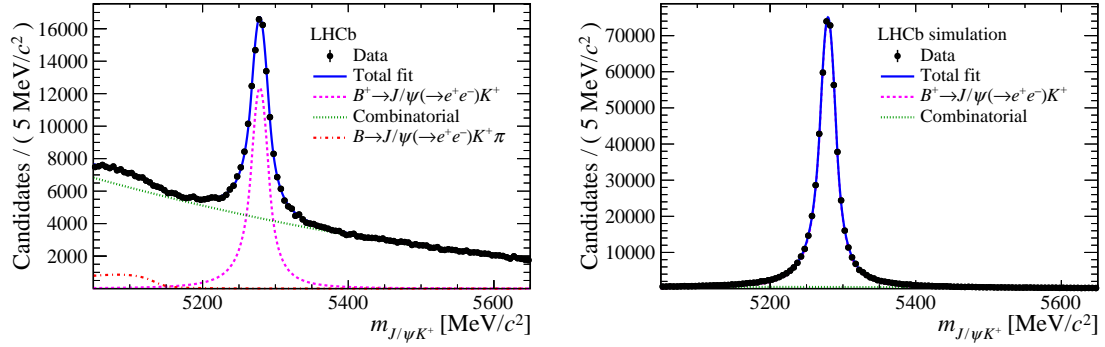 LHCb
Data
Total fit
B⁺→J/ψ(→e⁺e⁻)K⁺
Combinatorial
B→J/ψ(→e⁺e⁻)K⁺π
Candidates / ( 5 MeV/c² )
16000
14000
12000
10000
8000
6000
4000
2000
5200
5400
5600
m_{J/ψK⁺} [MeV/c²]
LHCb simulation
Data
Total fit
B⁺→J/ψ(→e⁺e⁻)K⁺
Combinatorial
Candidates / ( 5 MeV/c² )
70000
60000
50000
40000
30000
20000
10000
5200
5400
5600
m_{J/ψK⁺} [MeV/c²]